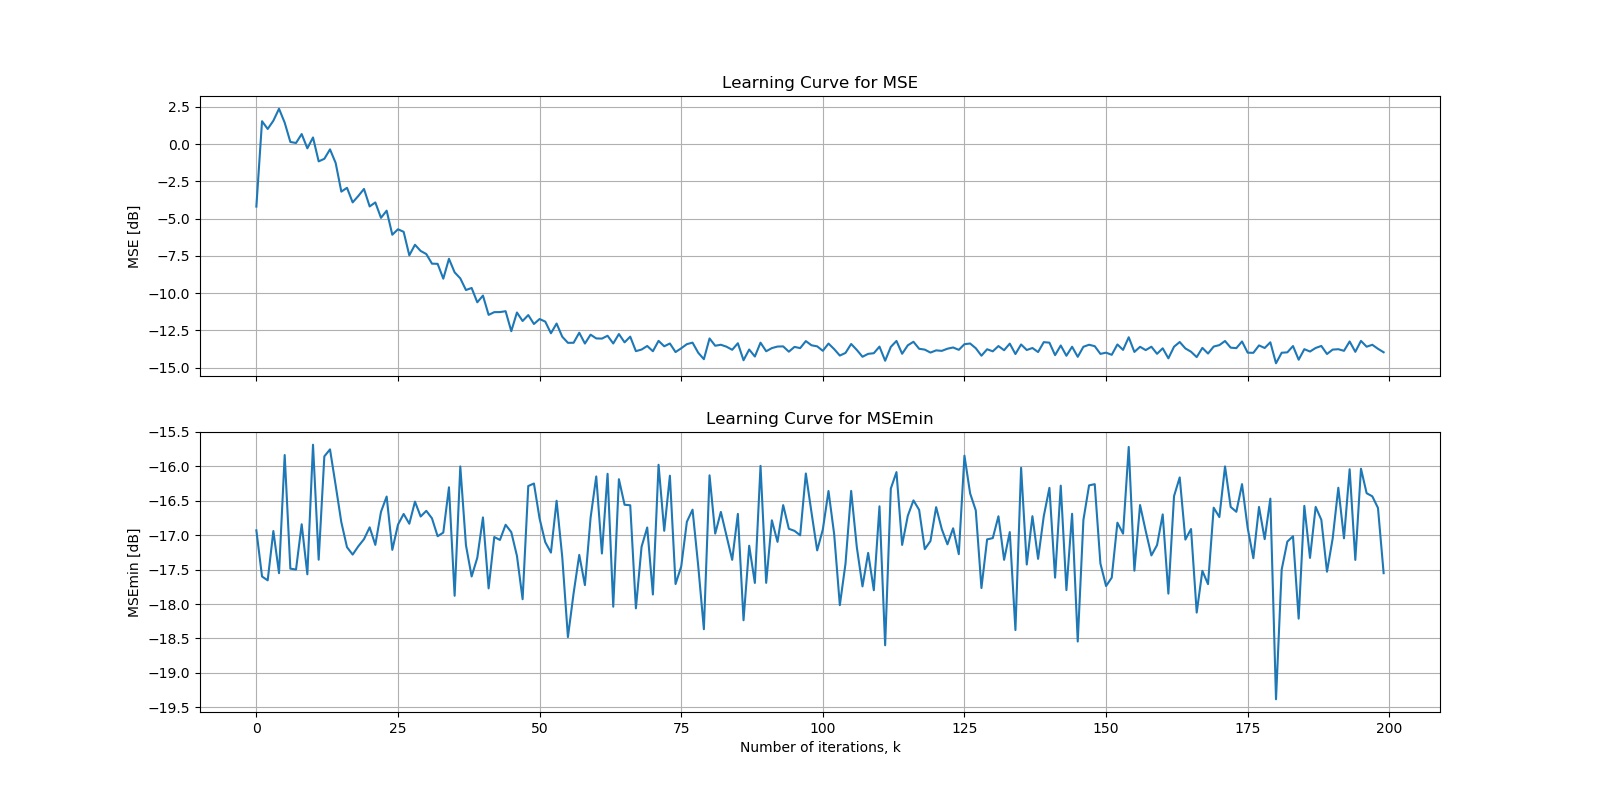 Learning Curve for MSE
MSE [dB]
2.5
0.0
−2.5
−5.0
−7.5
−10.0
−12.5
−15.0
Learning Curve for MSEmin
MSEmin [dB]
−15.5
−16.0
−16.5
−17.0
−17.5
−18.0
−18.5
−19.0
−19.5
0 25 50 75 100 125 150 175 200
Number of iterations, k